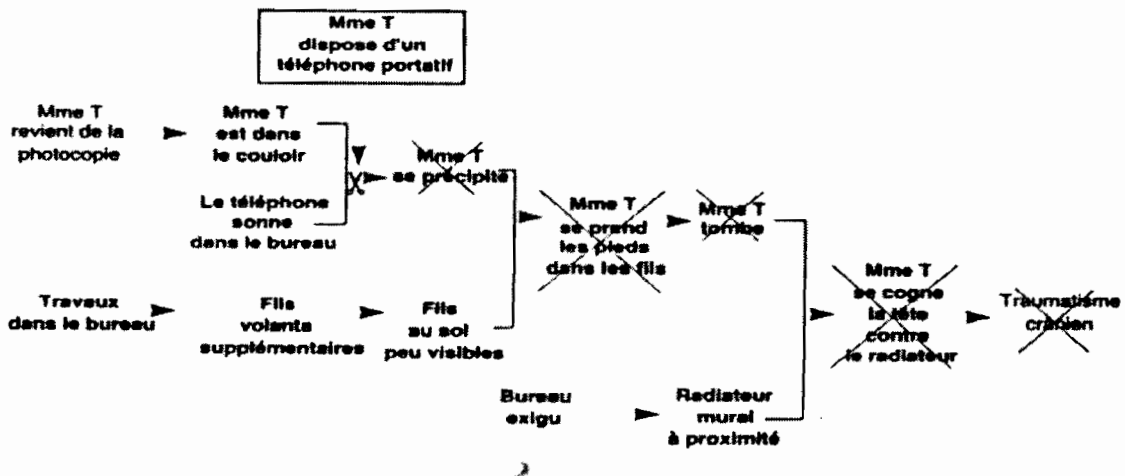 Mme T
dispose d'un
téléphone portatif
Mme T
revient de la
photocopie
Mme T
est dans
le couloir
Le téléphone
sonne
dans le bureau
Mme T
se précipite
Mme T
se prend
les pieds
dans les fils
Mme T
tombe
Travaux
dans le bureau
Fils
volants
supplémentaires
Fils
au sol
peu visibles
Mme T
se cogne
la tête
contre
le radiateur
Traumatisme
crânien
Bureau
exigu
Radiateur
mural
à proximité